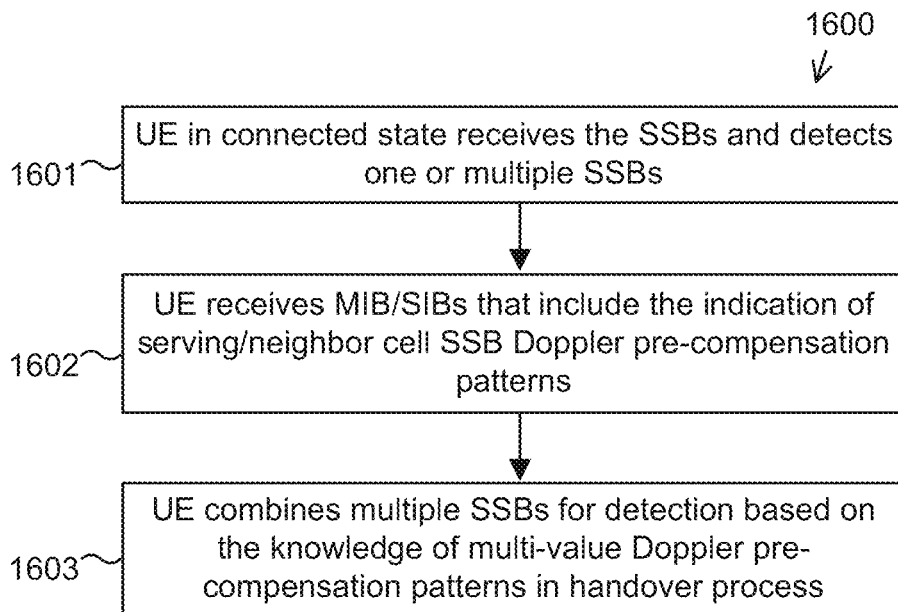 1600
UE in connected state receives the SSBs and detects
one or multiple SSBs
1601
UE receives MIB/SIBs that include the indication of
serving/neighbor cell SSB Doppler pre-compensation
patterns
1602
UE combines multiple SSBs for detection based on
the knowledge of multi-value Doppler pre-
compensation patterns in handover process
1603